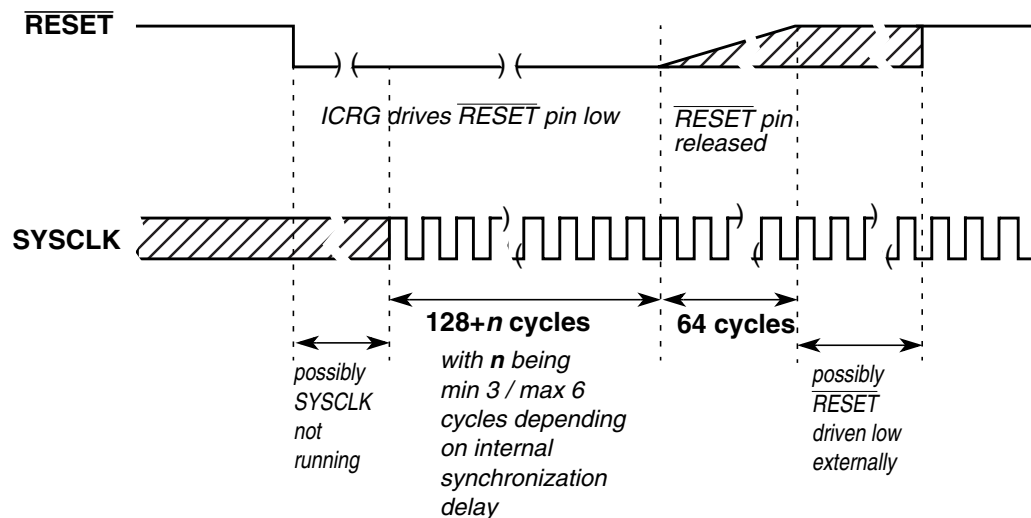 RESET
ICRG drives RESET pin low
RESET pin
released
SYSCLK
128+n cycles
with n being
min 3 / max 6
cycles depending
on internal
synchronization
delay
64 cycles
possibly
SYSCLK
not
running
possibly
RESET
driven low
externally